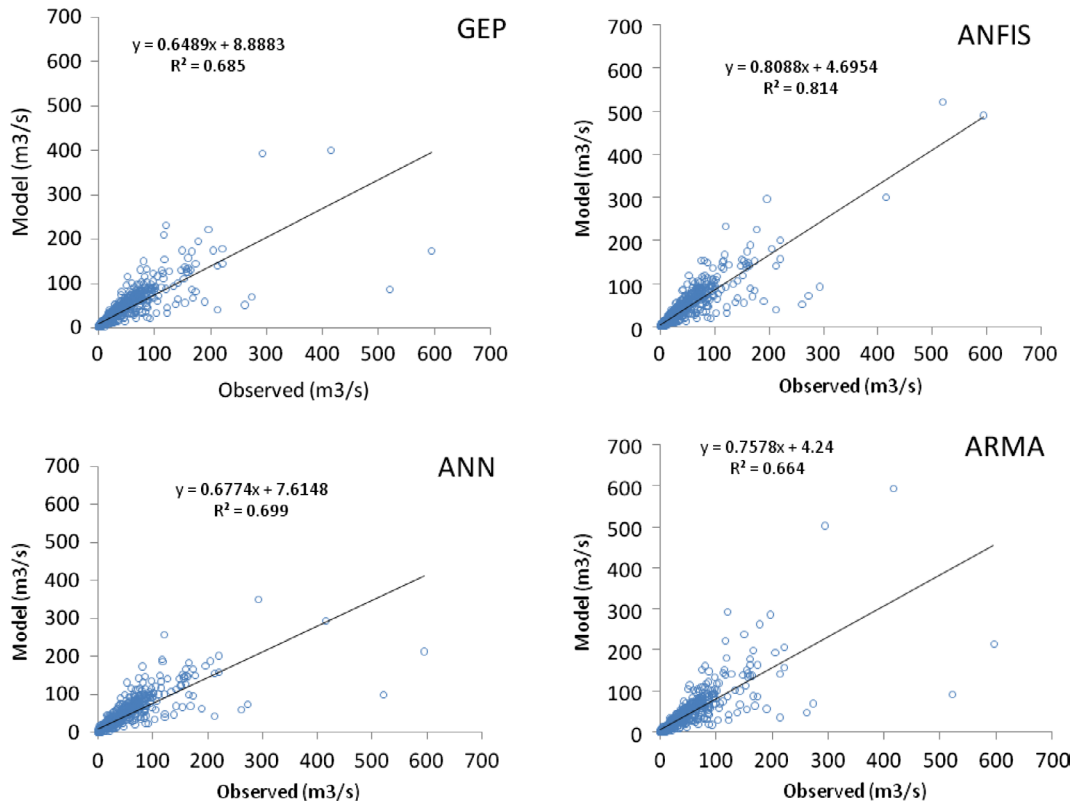 GEP
y = 0.6489x + 8.8883
R² = 0.685
Model (m3/s)
700
600
500
400
300
200
100
0
0 100 200 300 400 500 600 700
Observed (m3/s)
ANFIS
y = 0.8088x + 4.6954
R² = 0.814
Model (m3/s)
700
600
500
400
300
200
100
0
0 100 200 300 400 500 600 700
Observed (m3/s)
ANN
y = 0.6774x + 7.6148
R² = 0.699
Model (m3/s)
700
600
500
400
300
200
100
0
0 100 200 300 400 500 600 700
Observed (m3/s)
ARMA
y = 0.7578x + 4.24
R² = 0.664
Model (m3/s)
700
600
500
400
300
200
100
0
0 100 200 300 400 500 600 700
Observed (m3/s)